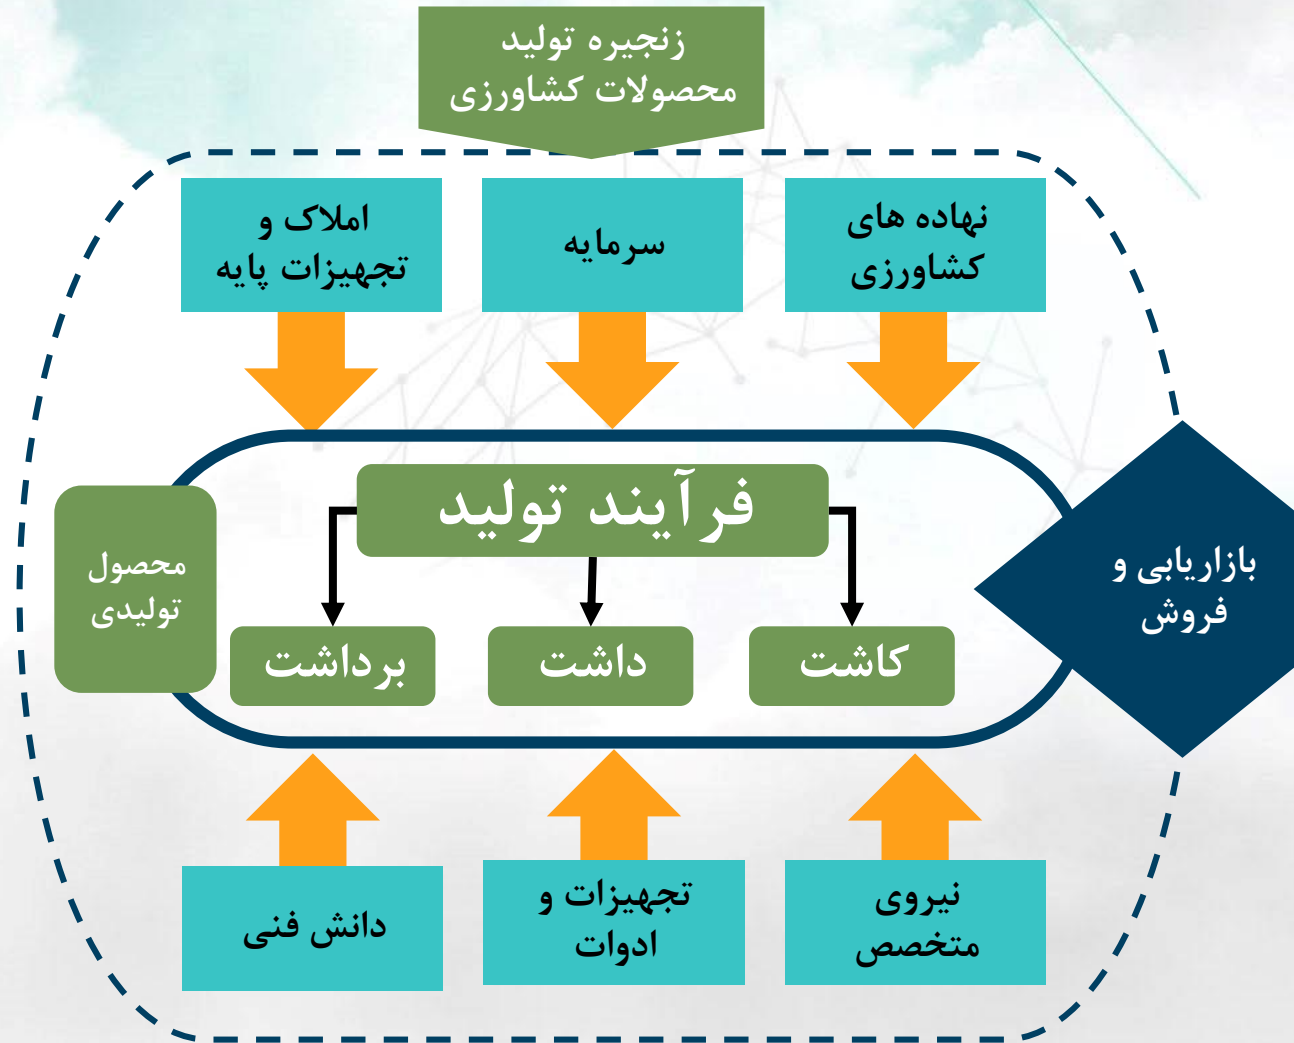 زنجیره تولید
محصولات کشاورزی
نهاده های
کشاورزی
سرمایه
املاک و
تجهیزات پایه
فرآیند تولید
کاشت
داشت
برداشت
بازاریابی و
فروش
محصول
تولیدی
نیروی
متخصص
تجهیزات و
ادوات
دانش فنی